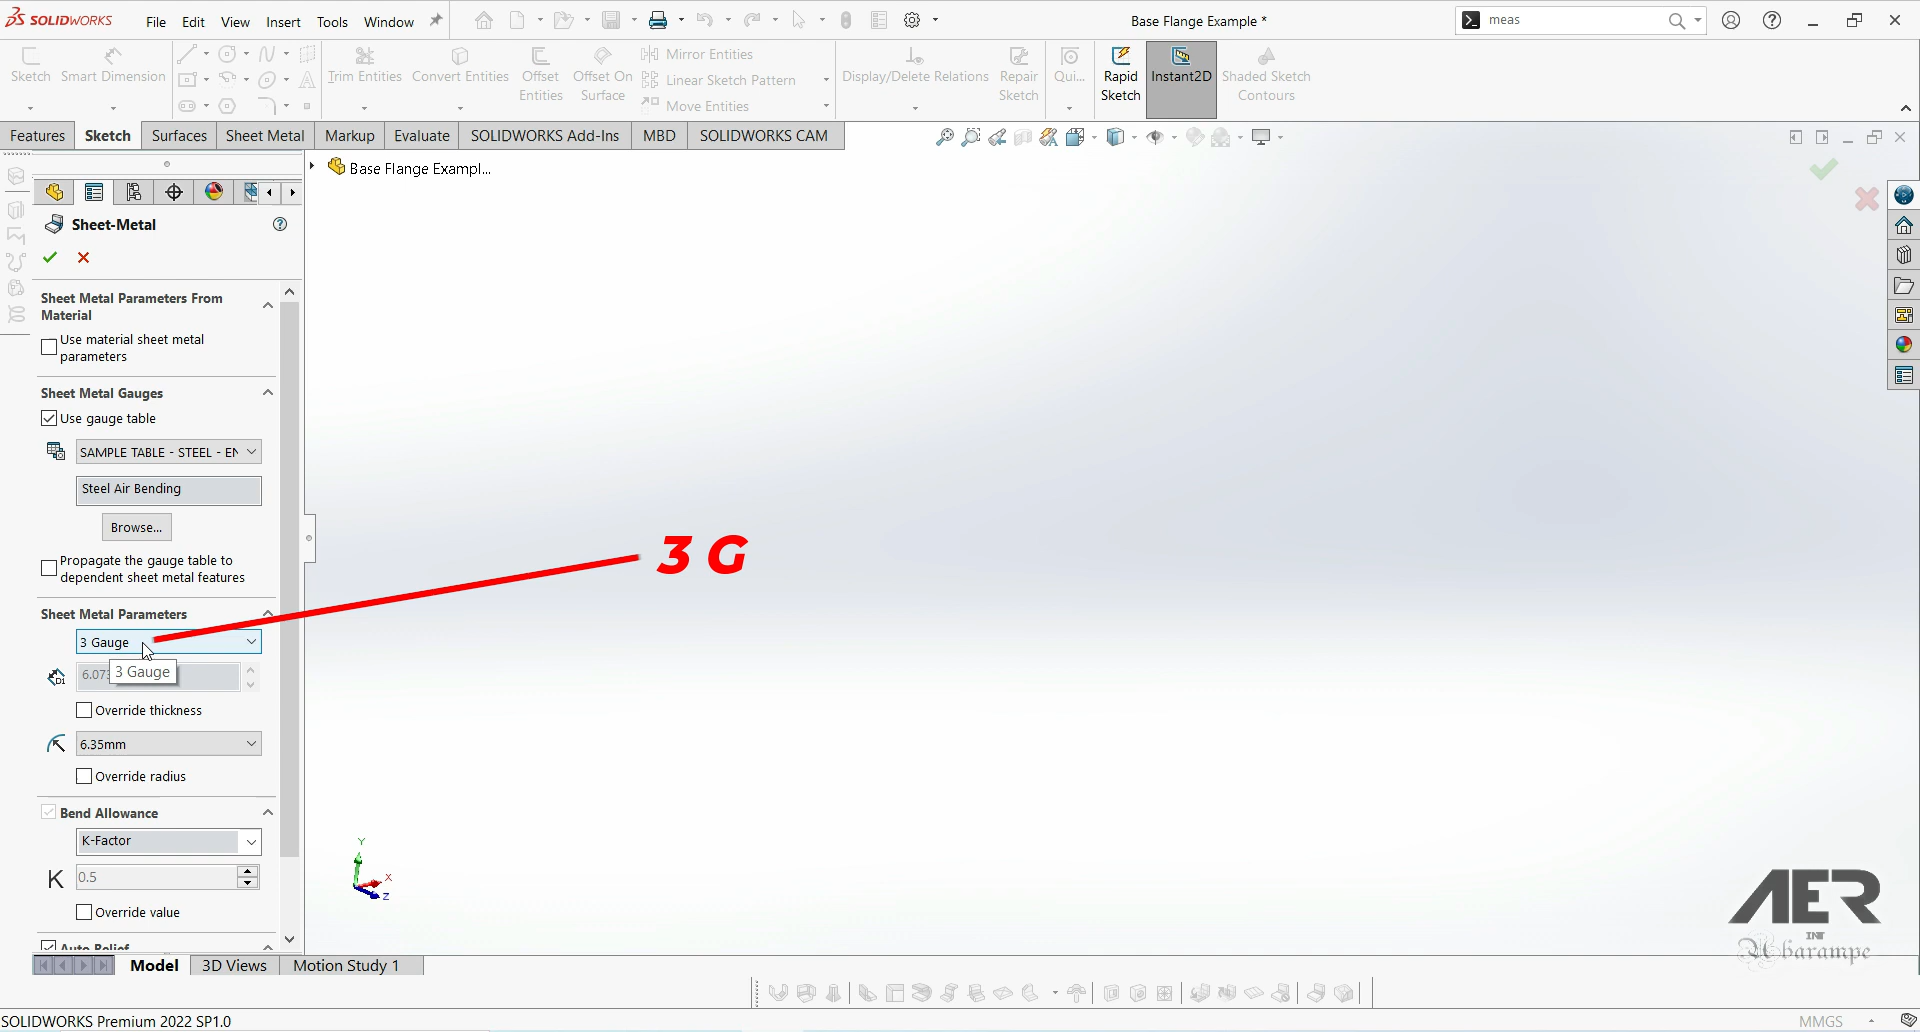 SOLIDWORKS
File Edit View Insert Tools Window
Base Flange Example *
meas
Sketch
Smart Dimension
Trim Entities
Convert Entities
Offset Entities
Offset On Surface
Mirror Entities
Linear Sketch Pattern
Move Entities
Display/Delete Relations
Repair Sketch
Qui...
Rapid Sketch
Instant2D
Shaded Sketch Contours
Features Sketch Surfaces Sheet Metal Markup Evaluate SOLIDWORKS Add-Ins MBD SOLIDWORKS CAM
Base Flange Exampl...
Sheet-Metal
Sheet Metal Parameters From
Material
Use material sheet metal
parameters
Sheet Metal Gauges
Use gauge table
SAMPLE TABLE - STEEL - EN
Steel Air Bending
Browse...
Propagate the gauge table to
dependent sheet metal features
3 G
Sheet Metal Parameters
3 Gauge
3 Gauge
Override thickness
6.35mm
Override radius
Bend Allowance
K-Factor
K 0.5
Override value
Auto Relief
Y
X
Z
AER
INT
Abarampe
Model 3D Views Motion Study 1
SOLIDWORKS Premium 2022 SP1.0
MMGS